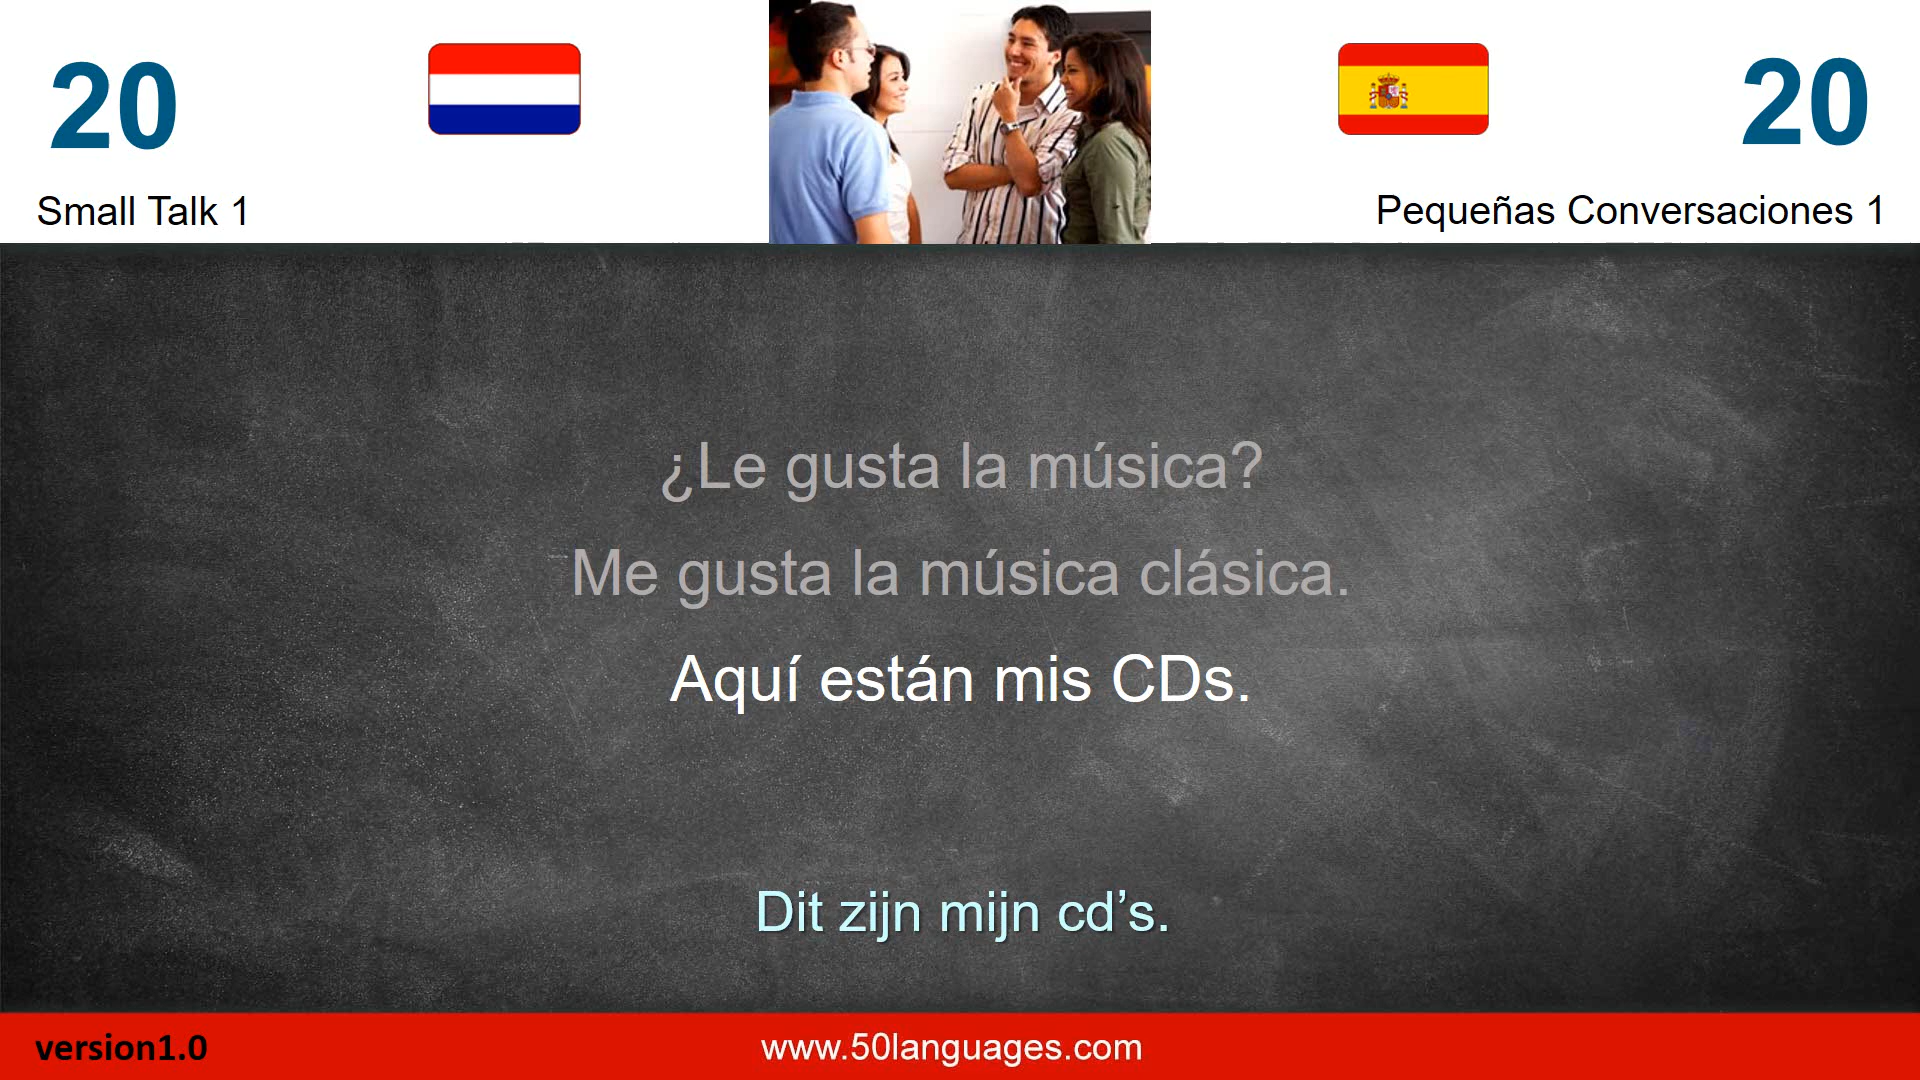 20
Small Talk 1
20
Pequeñas Conversaciones 1
¿Le gusta la música?
Me gusta la música clásica.
Aquí están mis CDs.
Dit zijn mijn cd’s.
version1.0
www.50languages.com